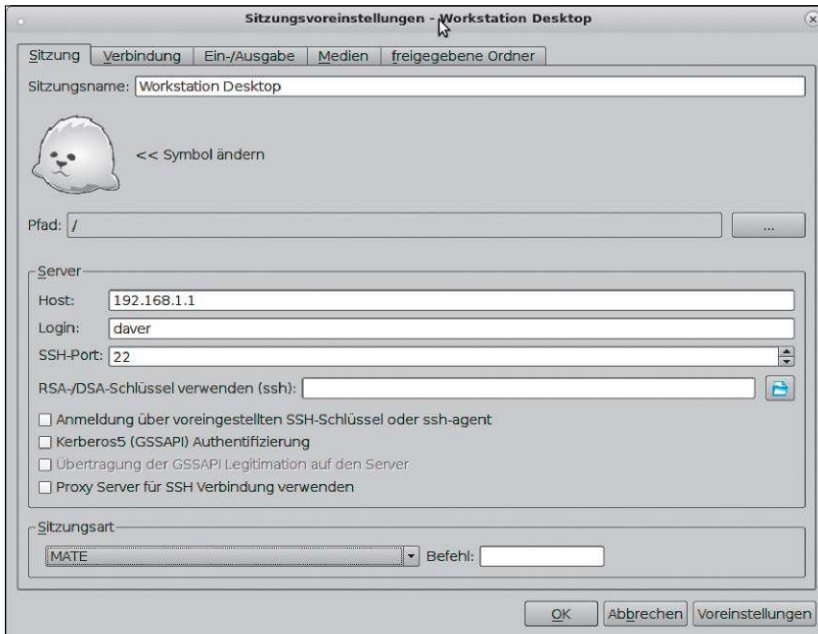 Sitzungsvoreinstellungen - Workstation Desktop
Sitzung Verbindung Ein-/Ausgabe Medien freigegebene Ordner
Sitzungsname: Workstation Desktop
<< Symbol ändern
Pfad: / ...
Server
Host: 192.168.1.1
Login: daver
SSH-Port: 22
RSA-/DSA-Schlüssel verwenden (ssh):
Anmeldung über voreingestellten SSH-Schlüssel oder ssh-agent
Kerberos5 (GSSAPI) Authentifizierung
Übertragung der GSSAPI Legitimation auf den Server
Proxy Server für SSH Verbindung verwenden
Sitzungsart
MATE Befehl:
OK Abbrechen Voreinstellungen